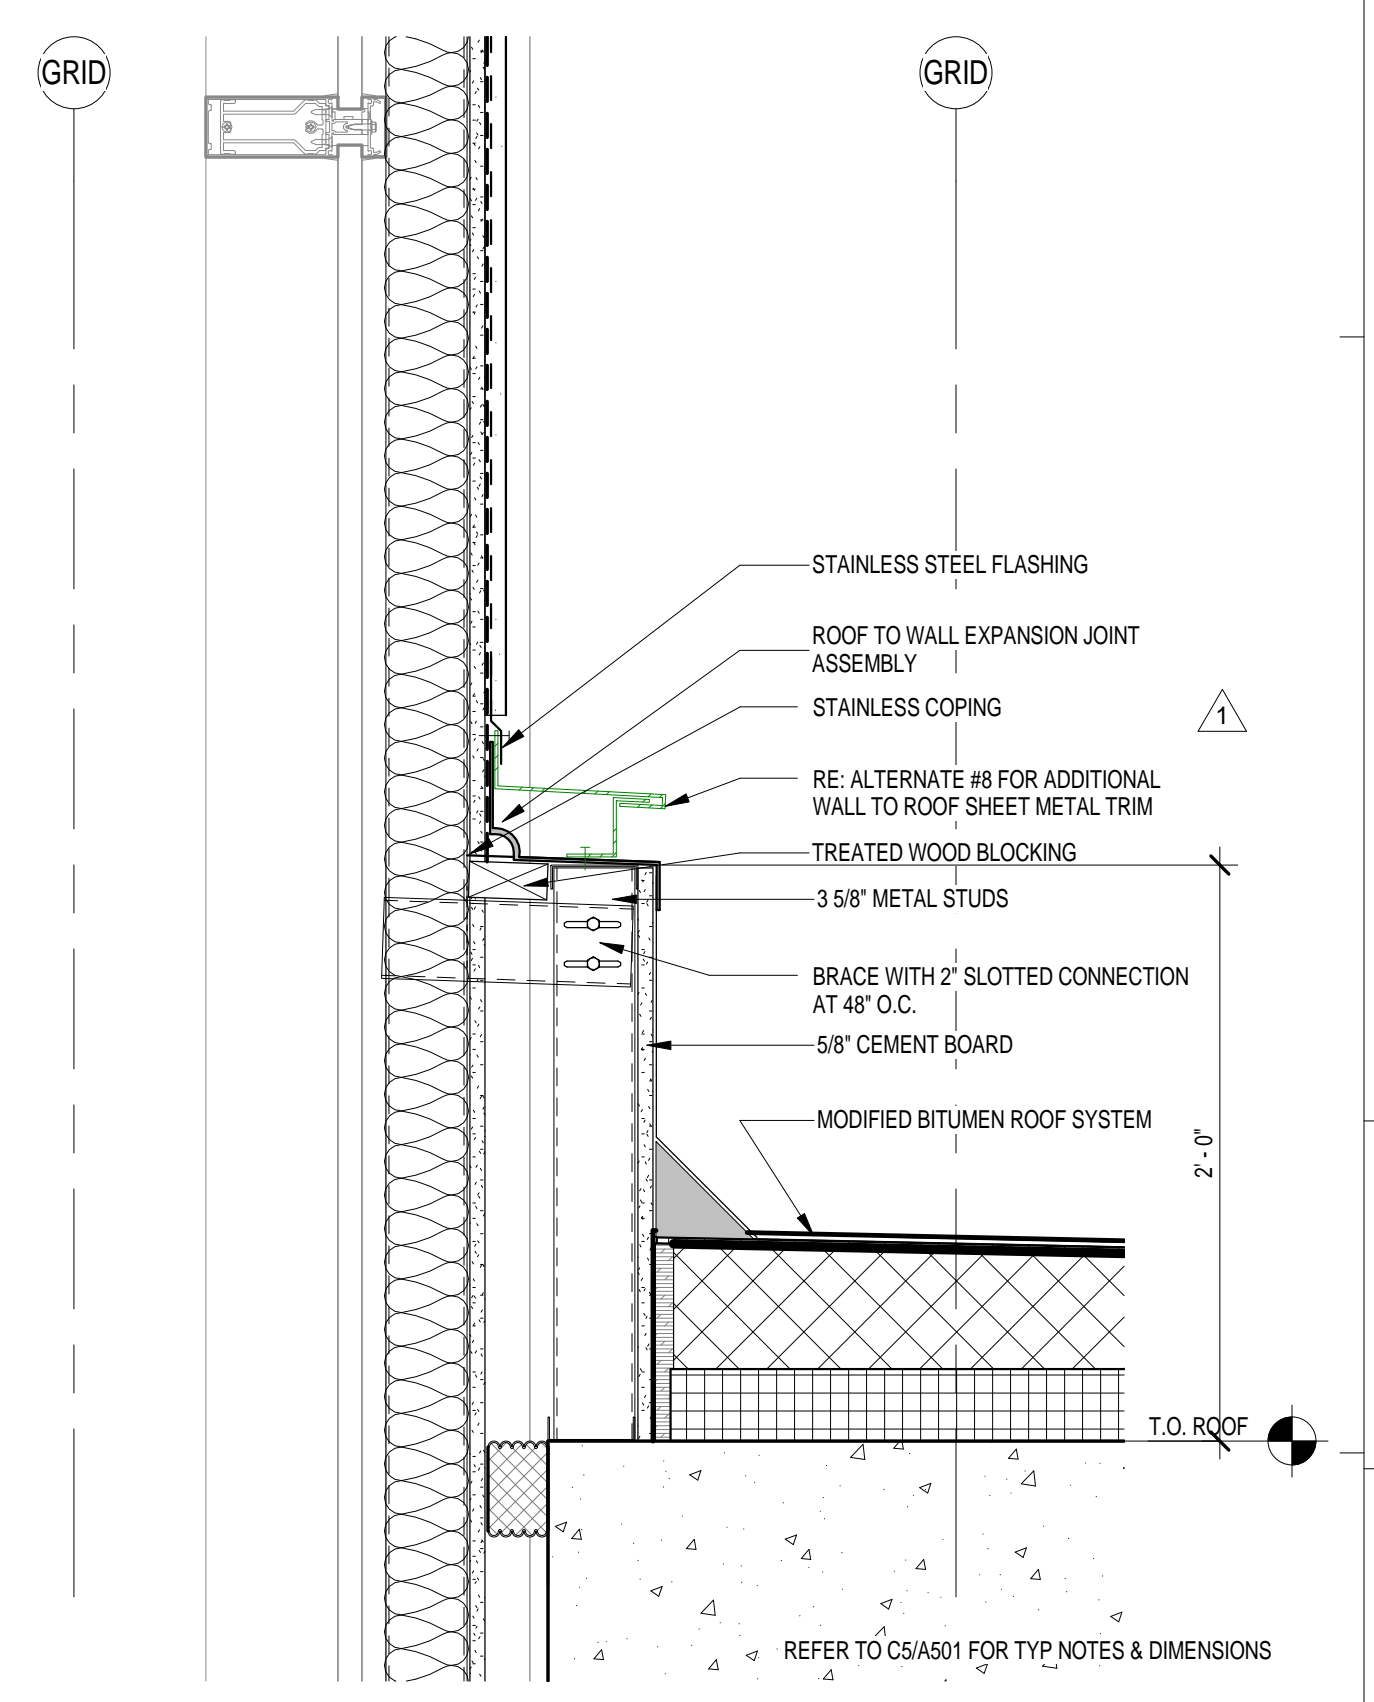 GRID
GRID
STAINLESS STEEL FLASHING
ROOF TO WALL EXPANSION JOINT
ASSEMBLY
STAINLESS COPING
1
RE: ALTERNATE #8 FOR ADDITIONAL
WALL TO ROOF SHEET METAL TRIM
TREATED WOOD BLOCKING
3 5/8" METAL STUDS
BRACE WITH 2" SLOTTED CONNECTION
AT 48" O.C.
5/8" CEMENT BOARD
MODIFIED BITUMEN ROOF SYSTEM
2' - 0"
T.O. ROOF
REFER TO C5/A501 FOR TYP NOTES & DIMENSIONS